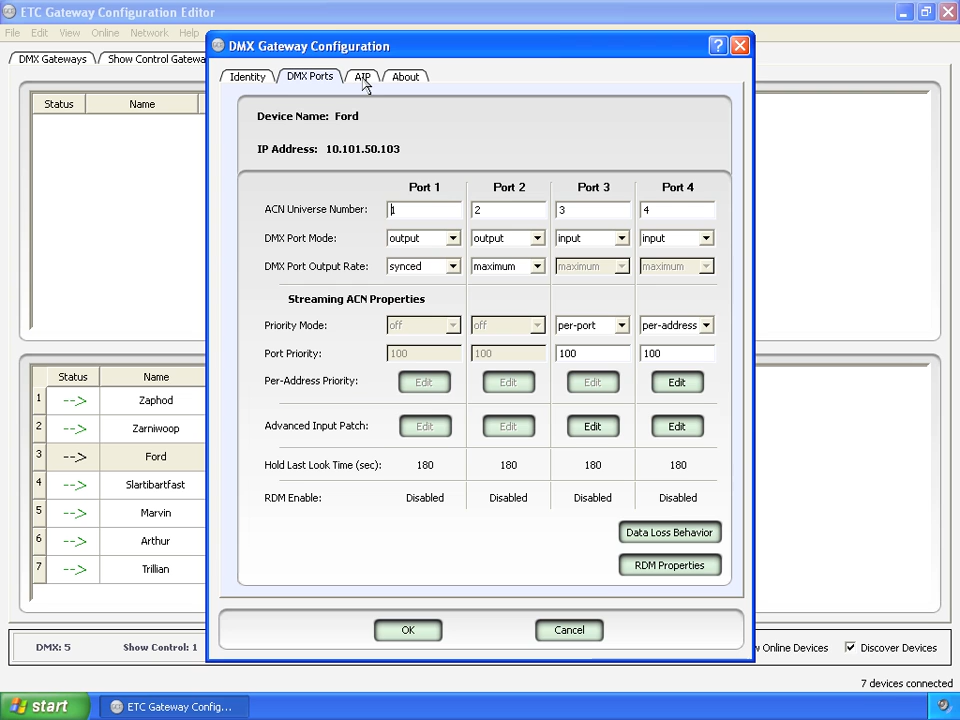 ETC Gateway Configuration Editor
File Edit View Online Network Help
DMX Gateways Show Control Gatewa
Status Name
DMX Gateway Configuration
Identity DMX Ports AIP About
Device Name: Ford
IP Address: 10.101.50.103
Port 1 Port 2 Port 3 Port 4
ACN Universe Number: 1 2 3 4
DMX Port Mode: output output input input
DMX Port Output Rate: synced maximum maximum maximum
Streaming ACN Properties
Priority Mode: off off per-port per-address
Port Priority: 100 100 100 100
Per-Address Priority: Edit Edit Edit Edit
Advanced Input Patch: Edit Edit Edit Edit
Hold Last Look Time (sec): 180 180 180 180
RDM Enable: Disabled Disabled Disabled Disabled
Data Loss Behavior
RDM Properties
OK Cancel
Status Name
1 --> Zaphod
2 --> Zarniwoop
3 --> Ford
4 --> Slartibartfast
5 --> Marvin
6 --> Arthur
7 --> Trillian
DMX: 5 Show Control: 1 Online Devices Discover Devices
7 devices connected
start ETC Gateway Config...